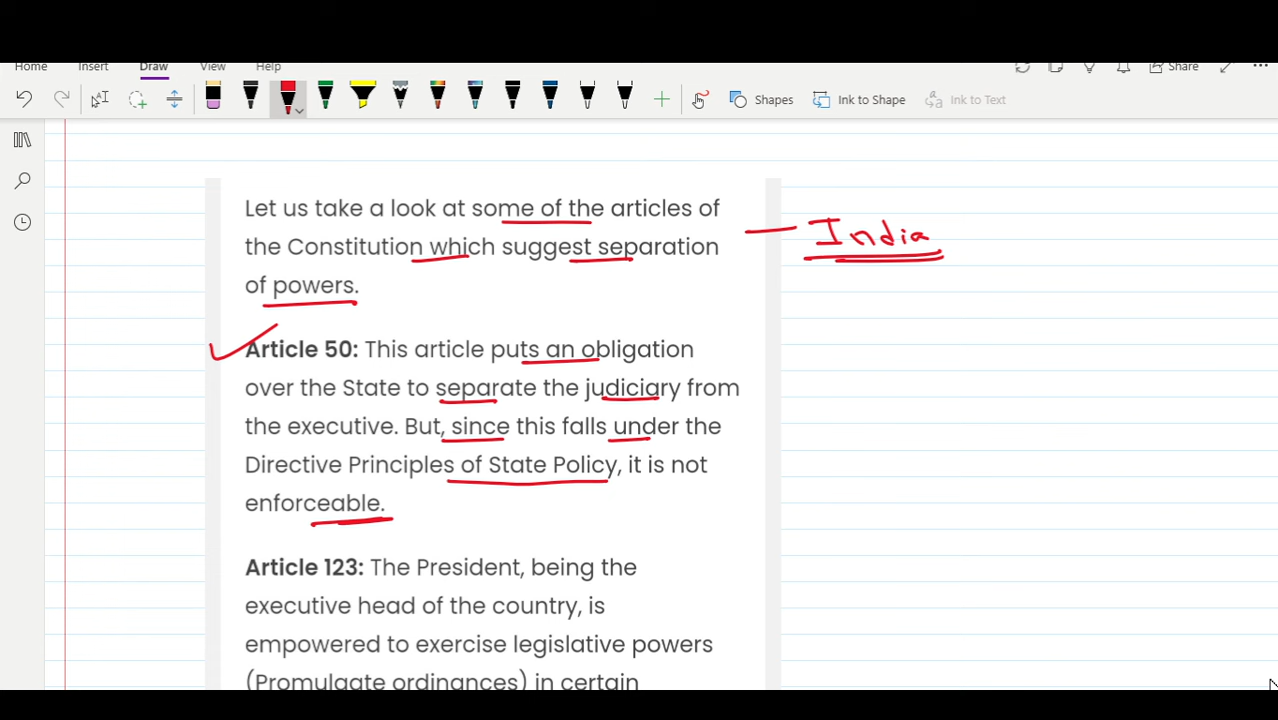 Home Insert Draw View Help
Share
Shapes Ink to Shape Ink to Text
Let us take a look at some of the articles of
the Constitution which suggest separation
of powers.
India
Article 50: This article puts an obligation
over the State to separate the judiciary from
the executive. But, since this falls under the
Directive Principles of State Policy, it is not
enforceable.
Article 123: The President, being the
executive head of the country, is
empowered to exercise legislative powers
(Promulgate ordinances) in certain